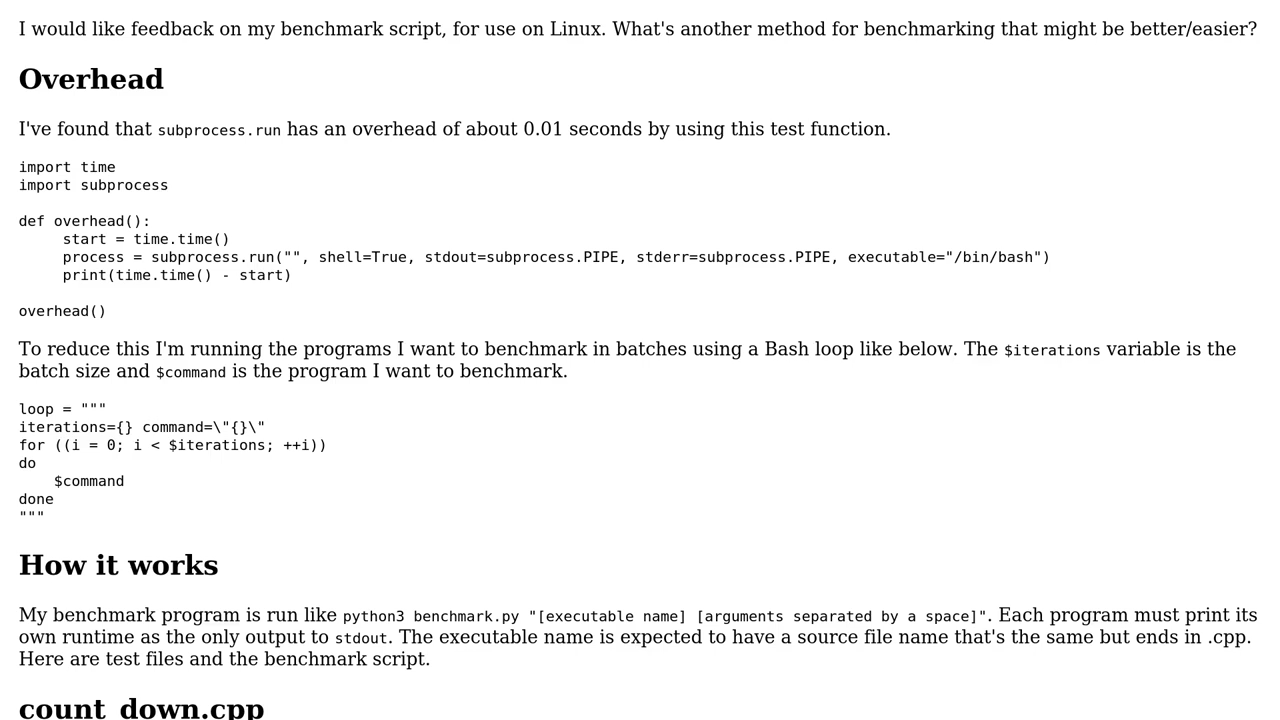 I would like feedback on my benchmark script, for use on Linux. What's another method for benchmarking that might be better/easier?
Overhead
I've found that subprocess.run has an overhead of about 0.01 seconds by using this test function.
import time
import subprocess
def overhead():
     start = time.time()
     process = subprocess.run("", shell=True, stdout=subprocess.PIPE, stderr=subprocess.PIPE, executable="/bin/bash")
     print(time.time() - start)
overhead()
To reduce this I'm running the programs I want to benchmark in batches using a Bash loop like below. The $iterations variable is the
batch size and $command is the program I want to benchmark.
loop = """
iterations={} command=\"{}\"
for ((i = 0; i < $iterations; ++i))
do
    $command
done
"""
How it works
My benchmark program is run like python3 benchmark.py "[executable name] [arguments separated by a space]". Each program must print its
own runtime as the only output to stdout. The executable name is expected to have a source file name that's the same but ends in .cpp.
Here are test files and the benchmark script.
count_down.cpp